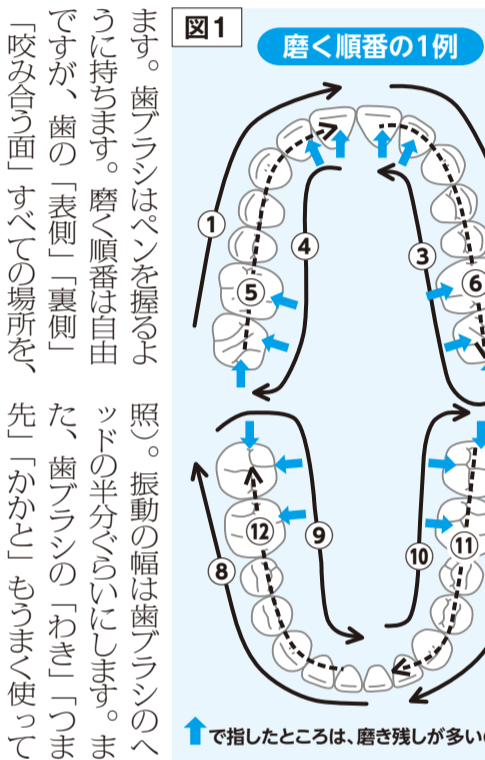 図1
磨く順番の1例
①
④
③
⑤
⑥
⑫
⑨
⑩
⑪
⑧
で指したところは、磨き残しが多い
ます。歯ブラシはペンを握るよ
うに持ちます。磨く順番は自由
ですが、歯の「表側」「裏側」
「咬み合う面」すべての場所を、
照）。振動の幅は歯ブラシのヘ
ッドの半分ぐらいにします。ま
た、歯ブラシの「わき」「つま
先」「かかと」もうまく使って